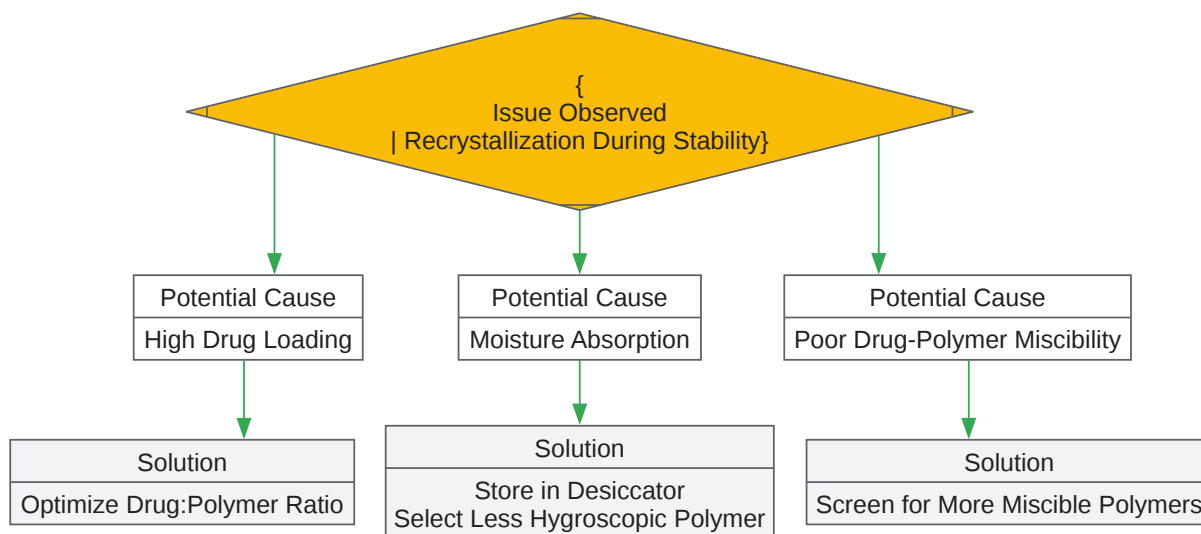 {
Issue Observed
| Recrystallization During Stability}
Potential Cause
High Drug Loading
Potential Cause
Moisture Absorption
Potential Cause
Poor Drug-Polymer Miscibility
Solution
Optimize Drug:Polymer Ratio
Solution
Store in Desiccator
Select Less Hygroscopic Polymer
Solution
Screen for More Miscible Polymers